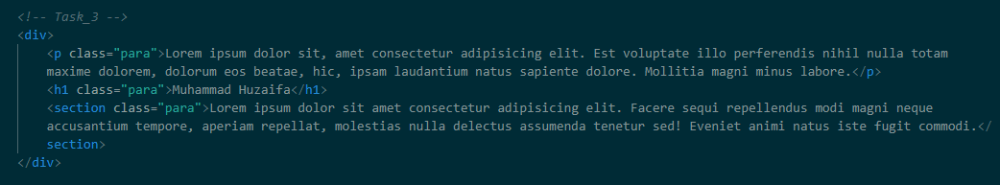 <!-- Task_3 -->
<div>
<p class="para">Lorem ipsum dolor sit, amet consectetur adipisicing elit. Est voluptate illo perferendis nihil nulla totam
maxime dolorem, dolorum eos beatae, hic, ipsam laudantium natus sapiente dolore. Mollitia magni minus labore.</p>
<h1 class="para">Muhammad Huzaifa</h1>
<section class="para">Lorem ipsum dolor sit amet consectetur adipisicing elit. Facere sequi repellendus modi magni neque
accusantium tempore, aperiam repellat, molestias nulla delectus assumenda tenetur sed! Eveniet animi natus iste fugit commodi.</
section>
</div>